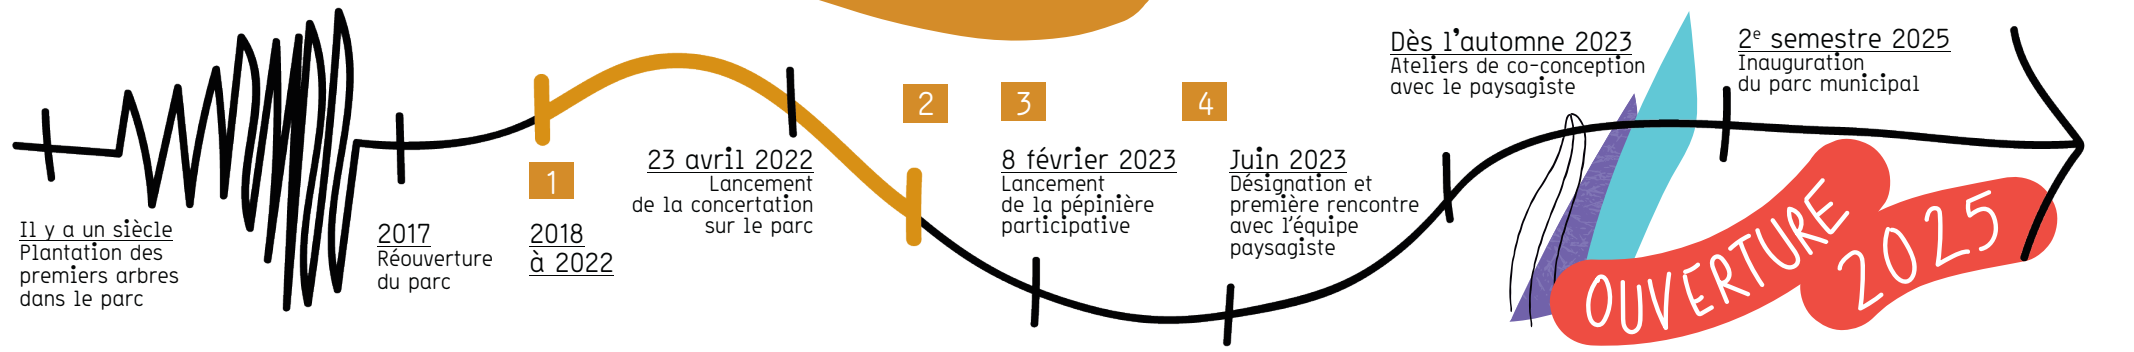 Il y a un siècle
Plantation des
premiers arbres
dans le parc
2017
Réouverture
du parc
1
2018
à 2022
23 avril 2022
Lancement
de la concertation
sur le parc
2
3
8 février 2023
Lancement
de la pépinière
participative
4
Juin 2023
Désignation et
première rencontre
avec l'équipe
paysagiste
Dès l'automne 2023
Ateliers de co-conception
avec le paysagiste
2e semestre 2025
Inauguration
du parc municipal
OUVERTURE
2025